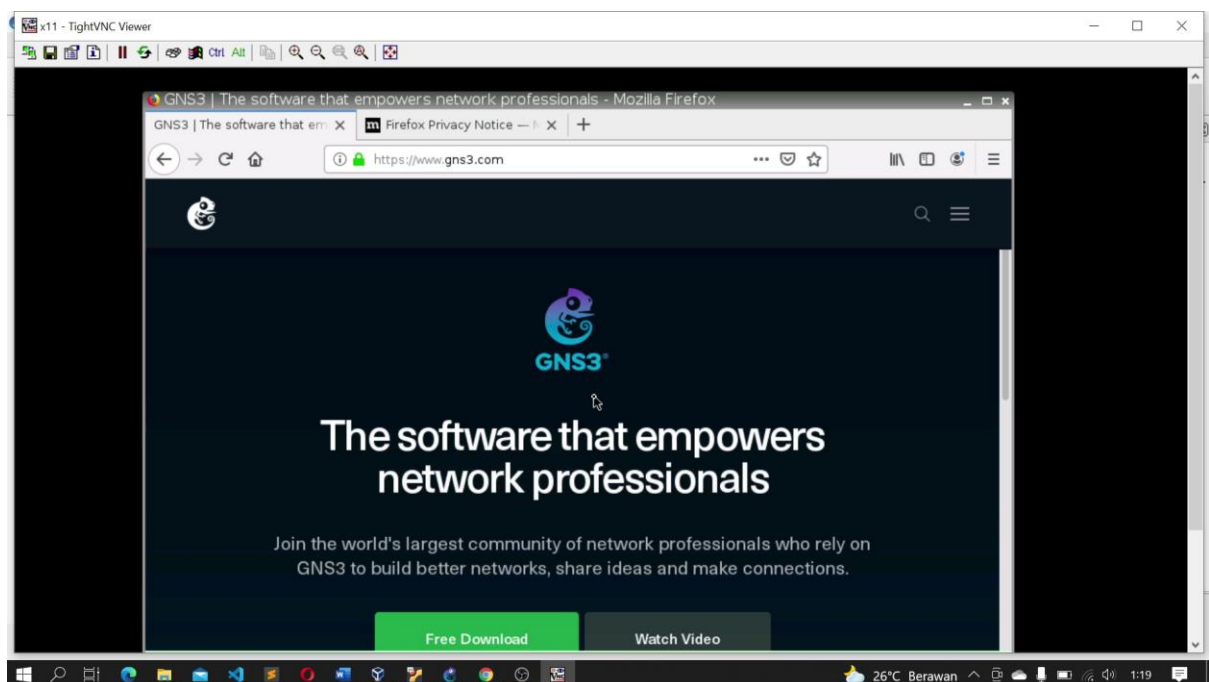 x11 - TightVNC Viewer
Ctrl Alt
GNS3 | The software that empowers network professionals - Mozilla Firefox
GNS3 | The software that em
m Firefox Privacy Notice —
https://www.gns3.com
GNS3®
The software that empowers
network professionals
Join the world's largest community of network professionals who rely on
GNS3 to build better networks, share ideas and make connections.
Free Download
Watch Video
26°C Berawan
1:19